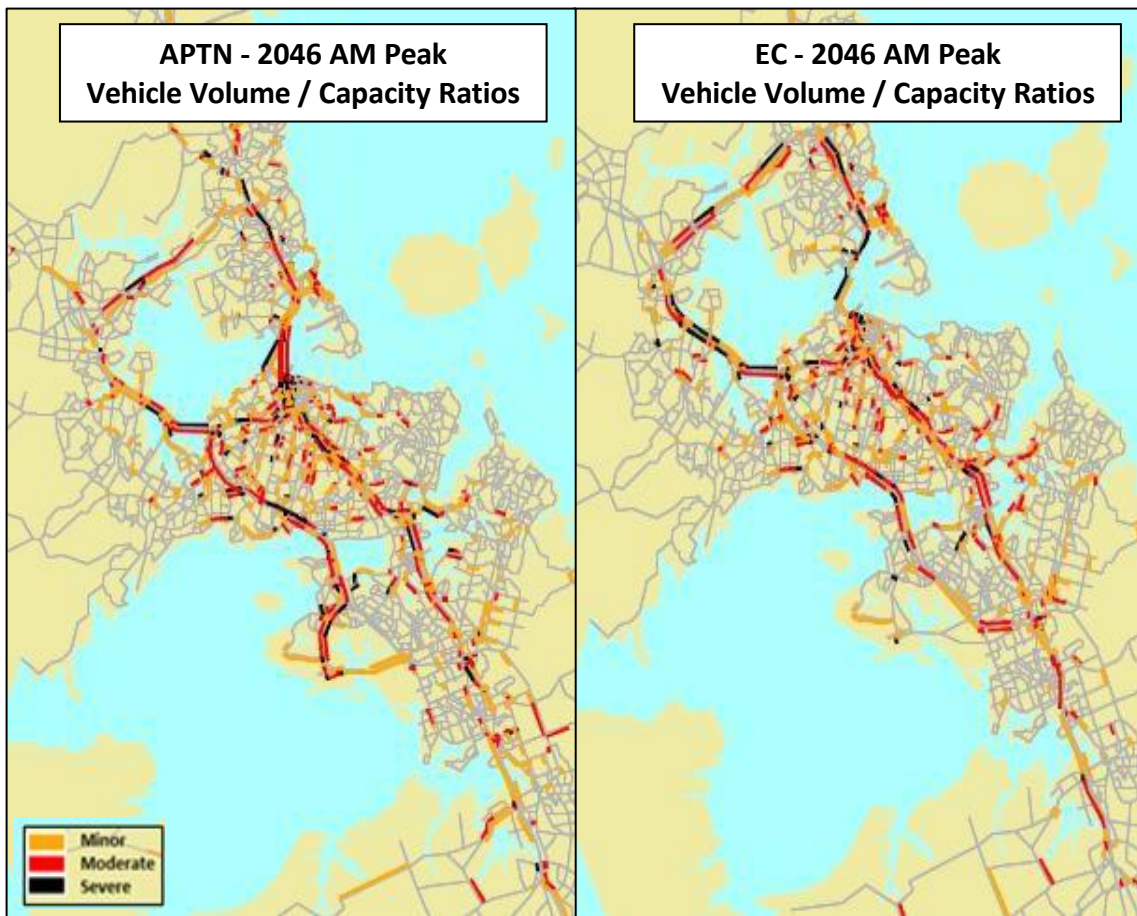 APTN - 2046 AM Peak
Vehicle Volume / Capacity Ratios
EC - 2046 AM Peak
Vehicle Volume / Capacity Ratios
Minor
Moderate
Severe